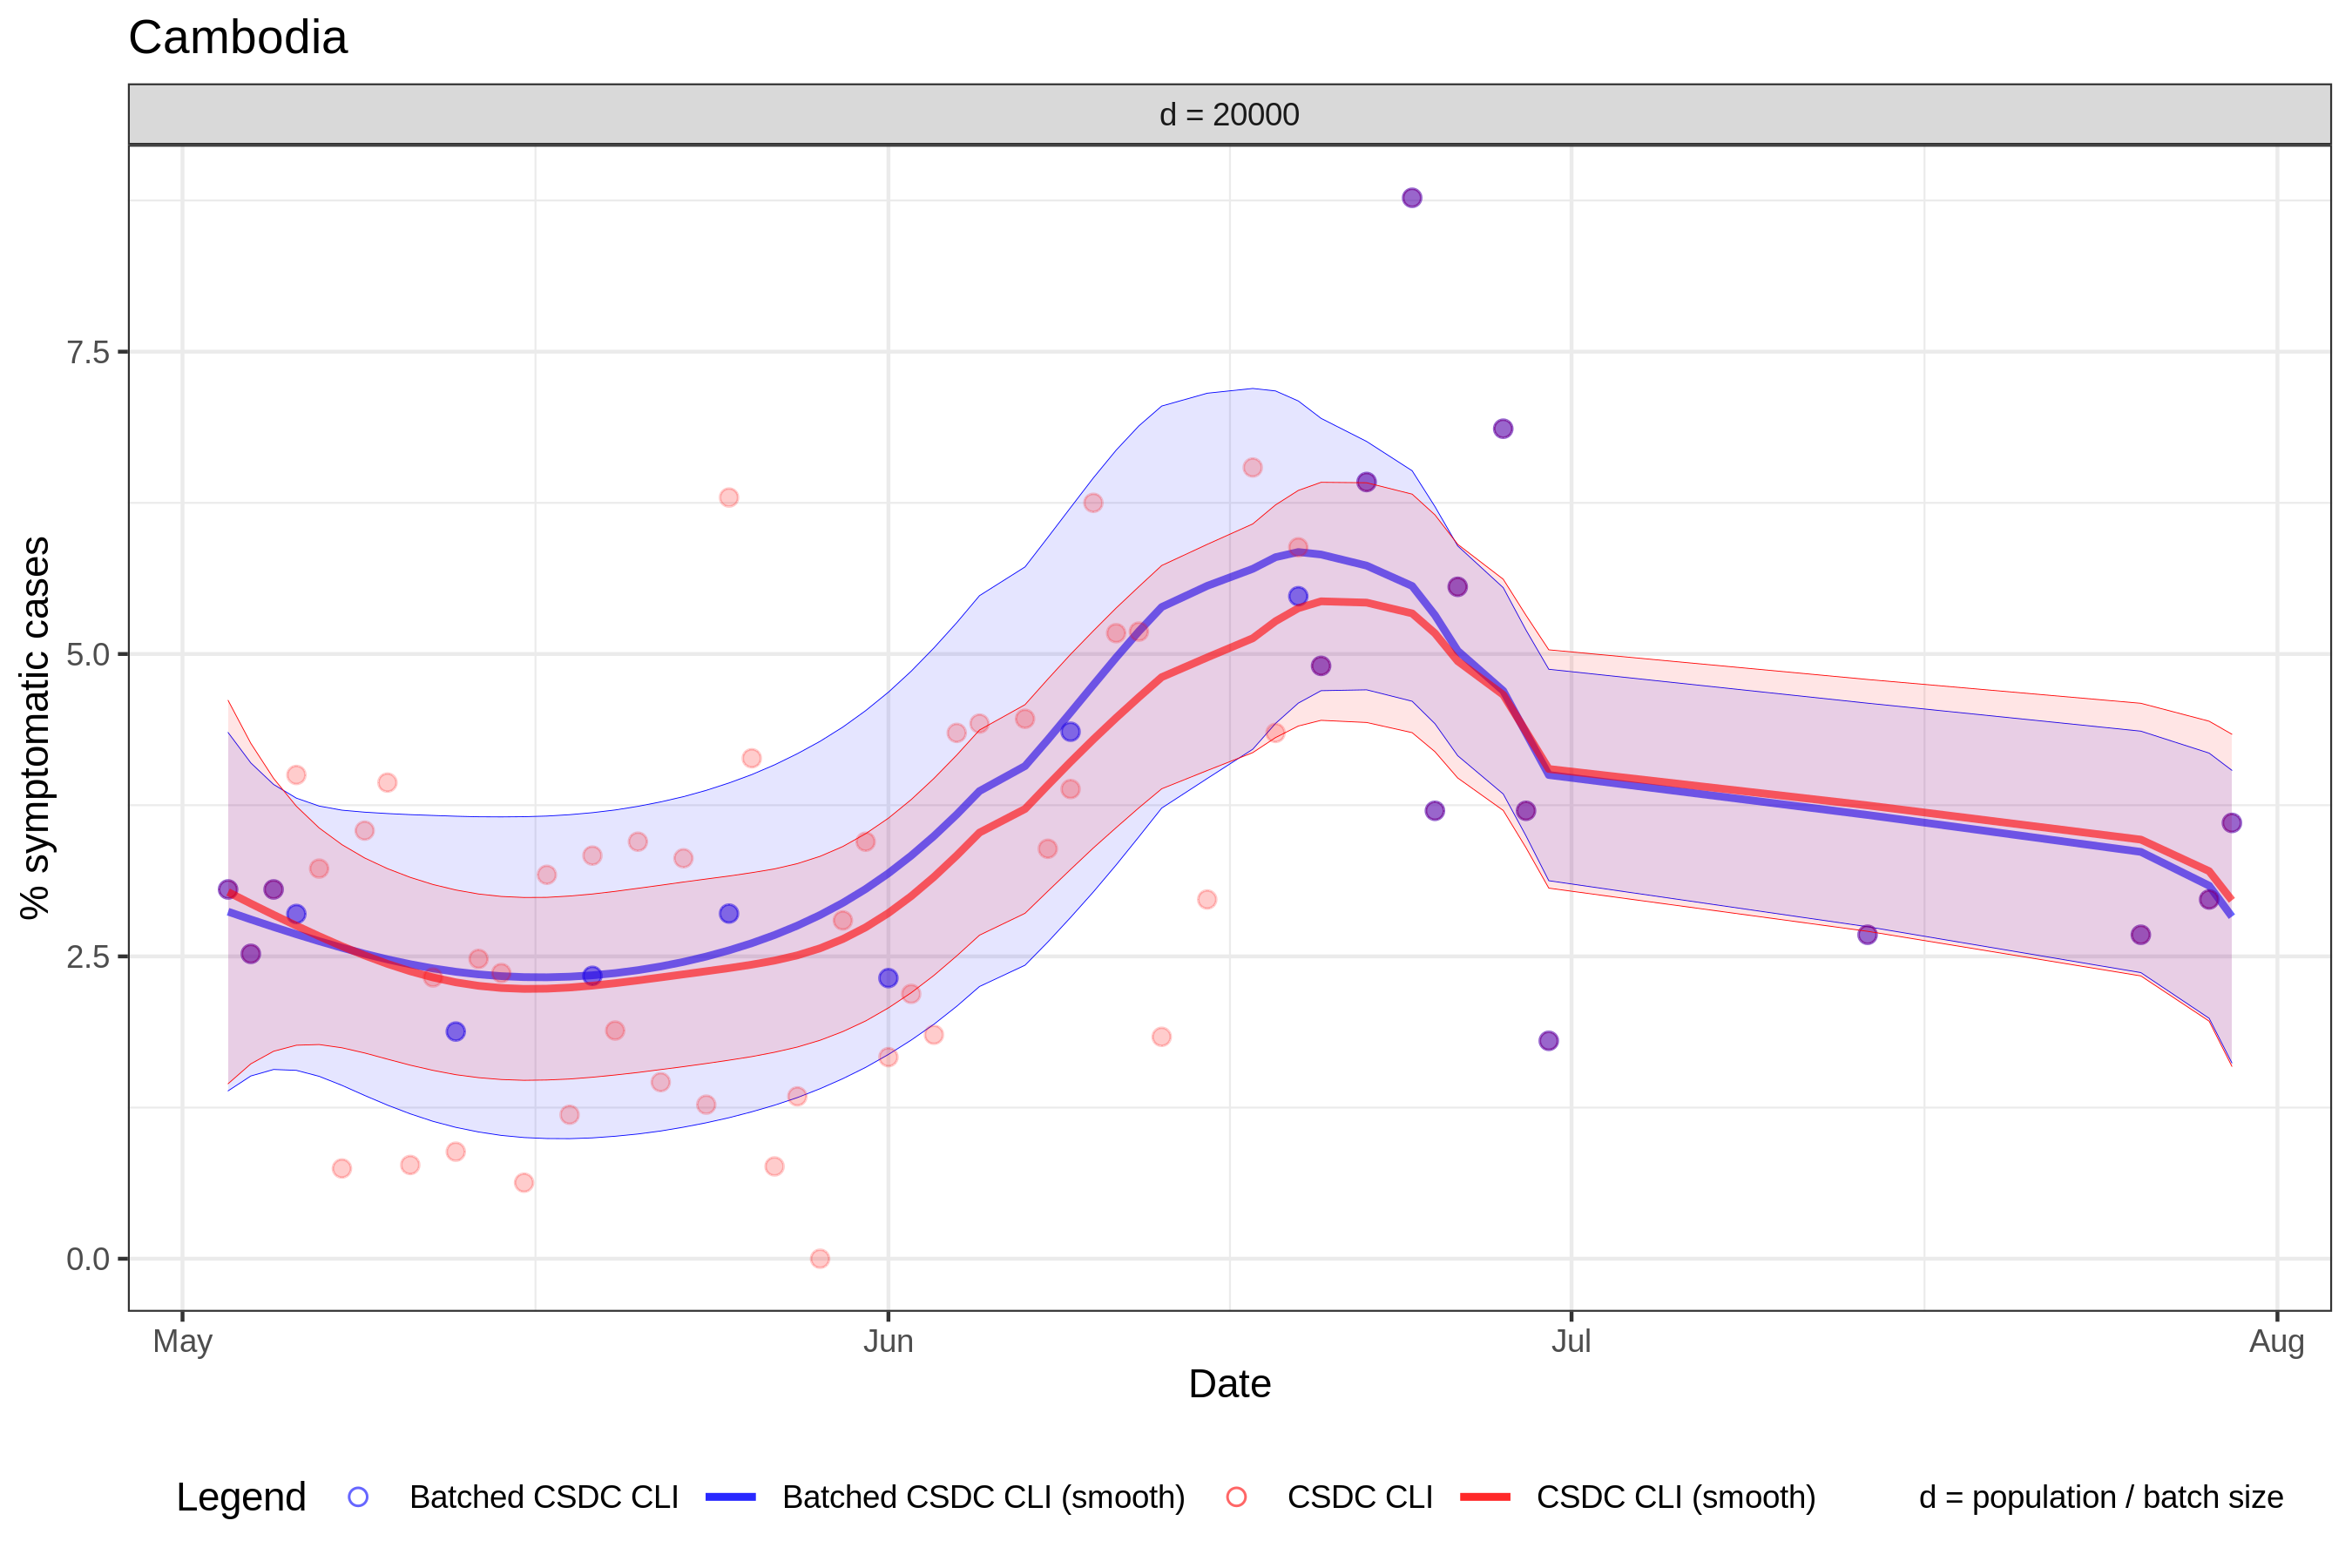 Cambodia
d = 20000
% symptomatic cases
7.5
5.0
2.5
0.0
May Jun Jul Aug
Date
Legend Batched CSDC CLI Batched CSDC CLI (smooth) CSDC CLI CSDC CLI (smooth) d = population / batch size